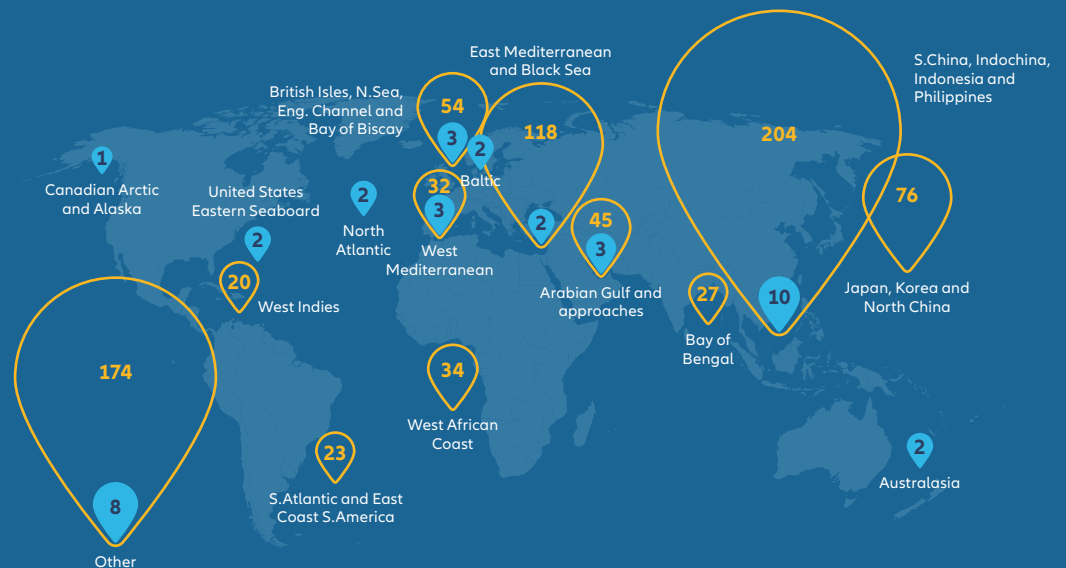 East Mediterranean
and Black Sea
118
2
S.China, Indochina,
Indonesia and
Philippines
204
10
British Isles, N.Sea,
Eng. Channel and
Bay of Biscay
54
3
2
Baltic
1
Canadian Arctic
and Alaska
United States
Eastern Seaboard
2
2
North
Atlantic
32
3
West
Mediterranean
45
3
Arabian Gulf and
approaches
76
Japan, Korea and
North China
20
West Indies
27
Bay of
Bengal
174
8
Other
34
West African
Coast
23
S.Atlantic and East
Coast S.America
2
Australasia